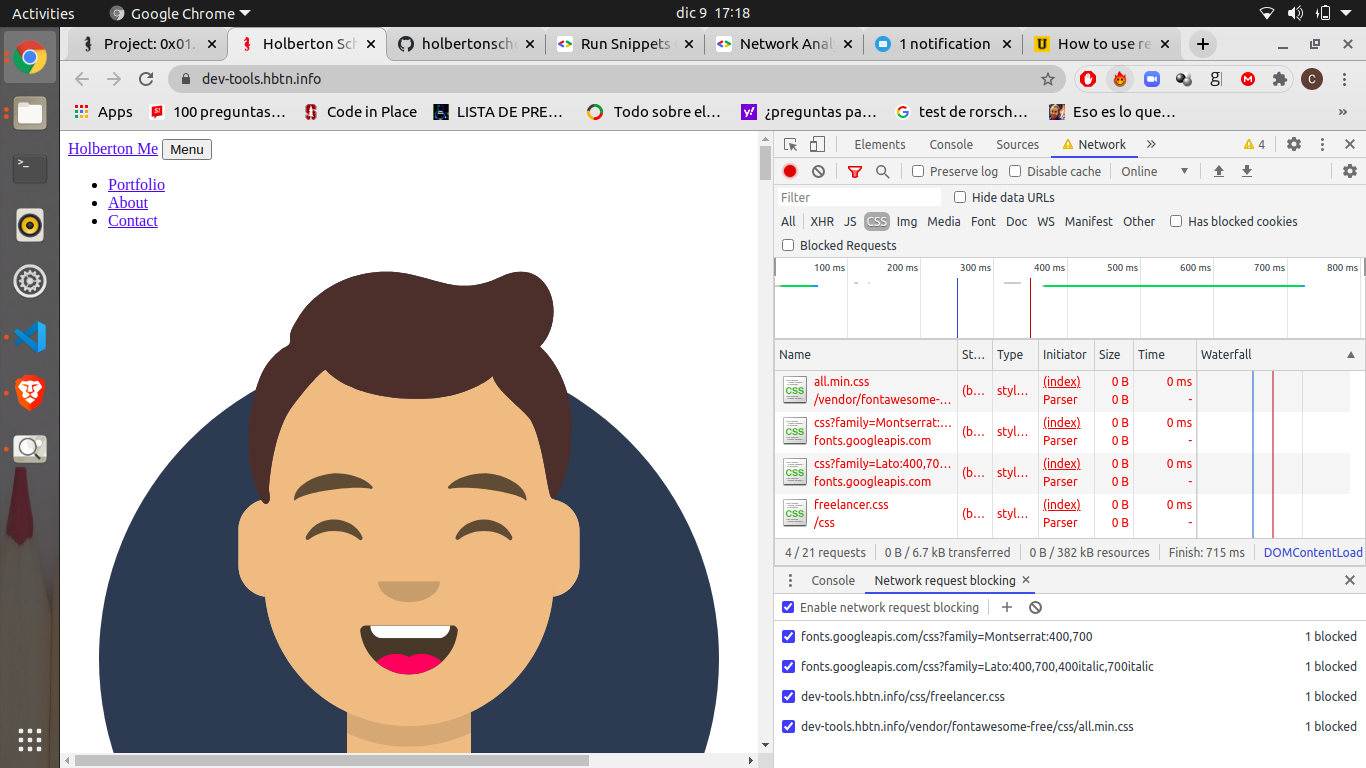 Activities
Google Chrome
dic 9 17:18
Project: 0x01.
Holberton Sch
holbertonsche
Run Snippets
Network Anal
1 notification
How to use re
dev-tools.hbtn.info
C
Apps
100 preguntas…
Code in Place
LISTA DE PRE…
Todo sobre el…
¿preguntas pa…
test de rorsch…
Eso es lo que…
»
Holberton Me
Menu
Portfolio
About
Contact
Elements
Console
Sources
Network
»
4
Preserve log
Disable cache
Online
Filter
Hide data URLs
All
XHR
JS
CSS
Img
Media
Font
Doc
WS
Manifest
Other
Has blocked cookies
Blocked Requests
100 ms
200 ms
300 ms
400 ms
500 ms
600 ms
700 ms
800 ms
Name
St…
Type
Initiator
Size
Time
Waterfall
CSS
all.min.css
/vendor/fontawesome-…
(b…
styl…
(index)
Parser
0 B
0 B
0 ms
-
CSS
css?family=Montserrat:…
fonts.googleapis.com
(b…
styl…
(index)
Parser
0 B
0 B
0 ms
-
CSS
css?family=Lato:400,70…
fonts.googleapis.com
(b…
styl…
(index)
Parser
0 B
0 B
0 ms
-
CSS
freelancer.css
/css
(b…
styl…
(index)
Parser
0 B
0 B
0 ms
-
4 / 21 requests
0 B / 6.7 kB transferred
0 B / 382 kB resources
Finish: 715 ms
DOMContentLoad
Console
Network request blocking
Enable network request blocking
fonts.googleapis.com/css?family=Montserrat:400,700
1 blocked
fonts.googleapis.com/css?family=Lato:400,700,400italic,700italic
1 blocked
dev-tools.hbtn.info/css/freelancer.css
1 blocked
dev-tools.hbtn.info/vendor/fontawesome-free/css/all.min.css
1 blocked